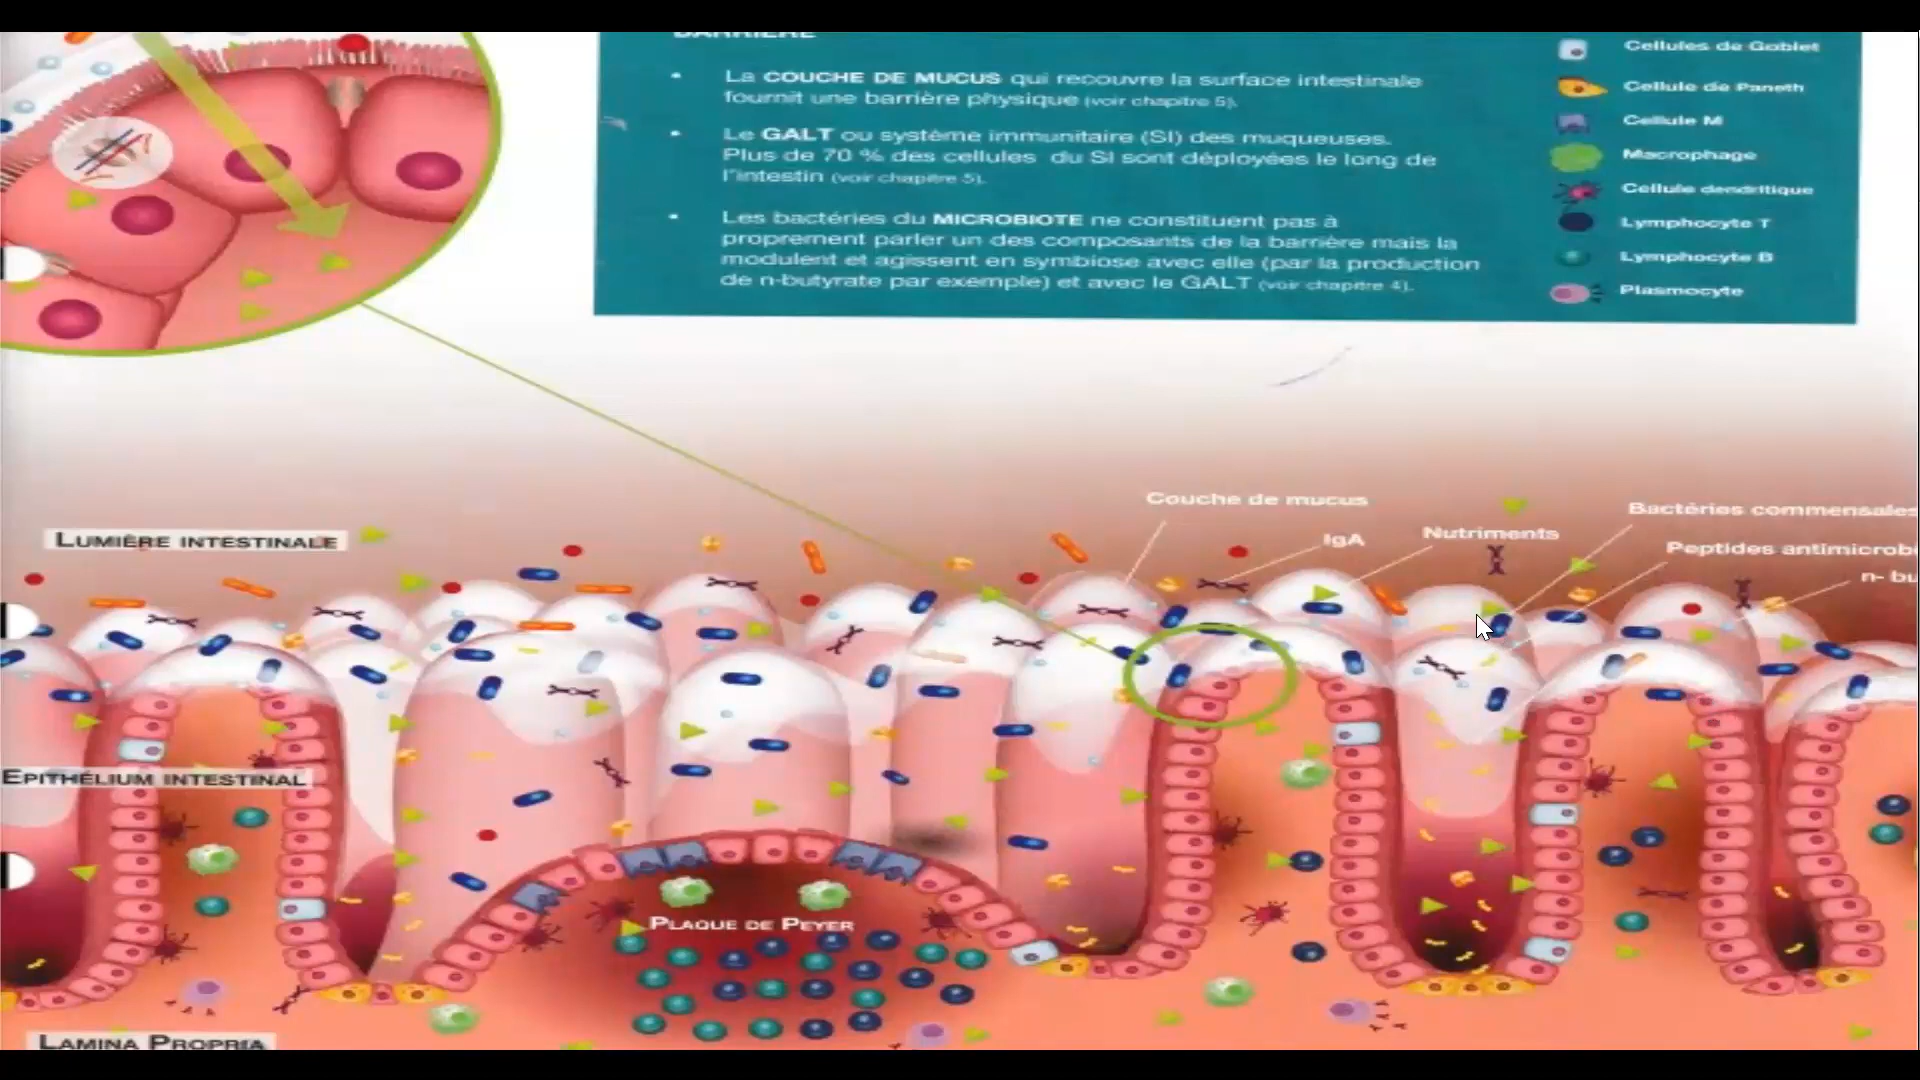 BARRIÈRE
• La COUCHE DE MUCUS qui recouvre la surface intestinale
fournit une barrière physique (voir chapitre 5).
• Le GALT ou système immunitaire (SI) des muqueuses.
Plus de 70 % des cellules du SI sont déployées le long de
l'intestin (voir chapitre 5).
• Les bactéries du MICROBIOTE ne constituent pas à
proprement parler un des composants de la barrière mais la
modulent et agissent en symbiose avec elle (par la production
de n-butyrate par exemple) et avec le GALT (voir chapitre 4).
Cellules de Goblet
Cellule de Paneth
Cellule M
Macrophage
Cellule dendritique
Lymphocyte T
Lymphocyte B
Plasmocyte
Couche de mucus
IgA
Nutriments
Bactéries commensales
Peptides antimicrobi
n- bu
LUMIÈRE INTESTINALE
EPITHÉLIUM INTESTINAL
PLAQUE DE PEYER
LAMINA PROPRIA